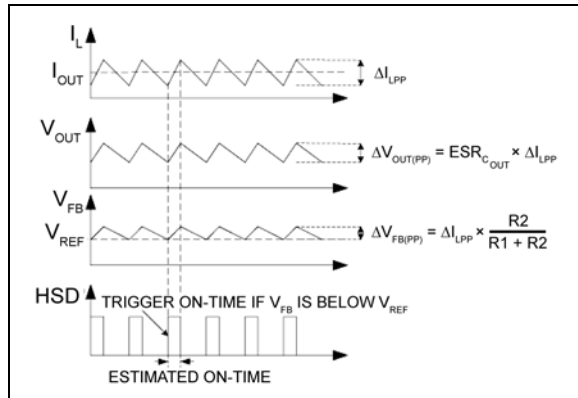 I_L
I_OUT
ΔI_LPP
V_OUT
ΔV_OUT(PP) = ESR_C_OUT × ΔI_LPP
V_FB
V_REF
ΔV_FB(PP) = ΔI_LPP × R2 / (R1 + R2)
HSD
TRIGGER ON-TIME IF V_FB IS BELOW V_REF
ESTIMATED ON-TIME